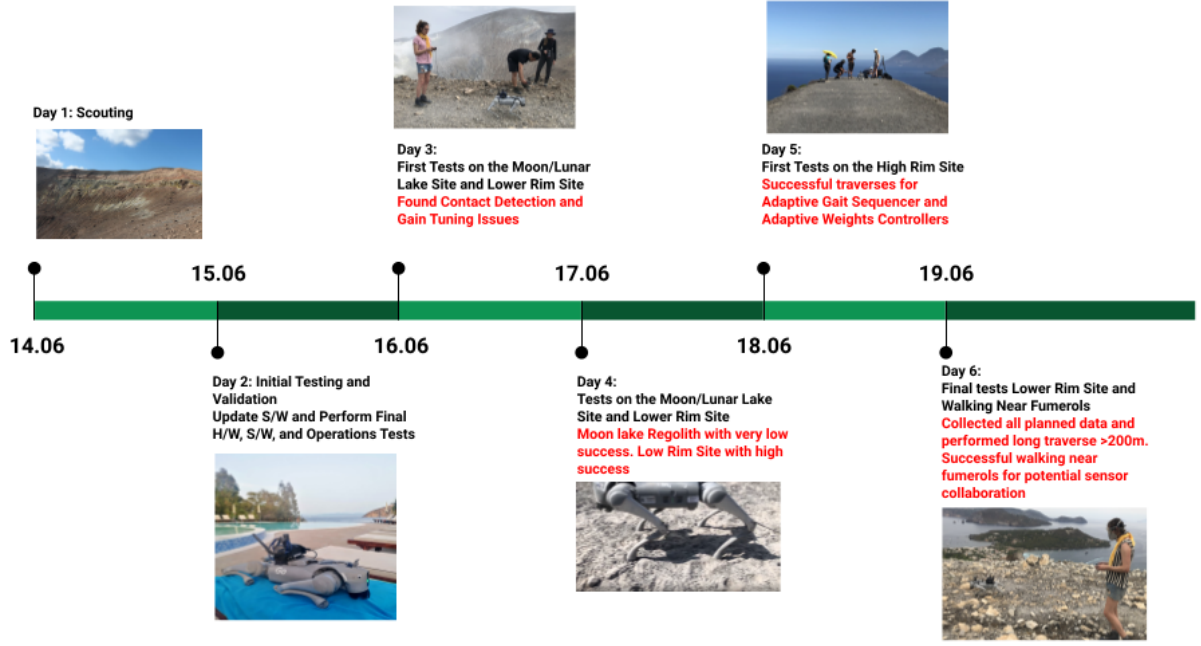 Day 1: Scouting
Day 3:
First Tests on the Moon/Lunar
Lake Site and Lower Rim Site
Found Contact Detection and
Gain Tuning Issues
Day 5:
First Tests on the High Rim Site
Successful traverses for
Adaptive Gait Sequencer and
Adaptive Weights Controllers
15.06
17.06
19.06
14.06
16.06
18.06
Day 2: Initial Testing and
Validation
Update S/W and Perform Final
H/W, S/W, and Operations Tests
Day 4:
Tests on the Moon/Lunar Lake
Site and Lower Rim Site
Moon lake Regolith with very low
success. Low Rim Site with high
success
Day 6:
Final tests Lower Rim Site and
Walking Near Fumerols
Collected all planned data and
performed long traverse >200m.
Successful walking near
fumerols for potential sensor
collaboration